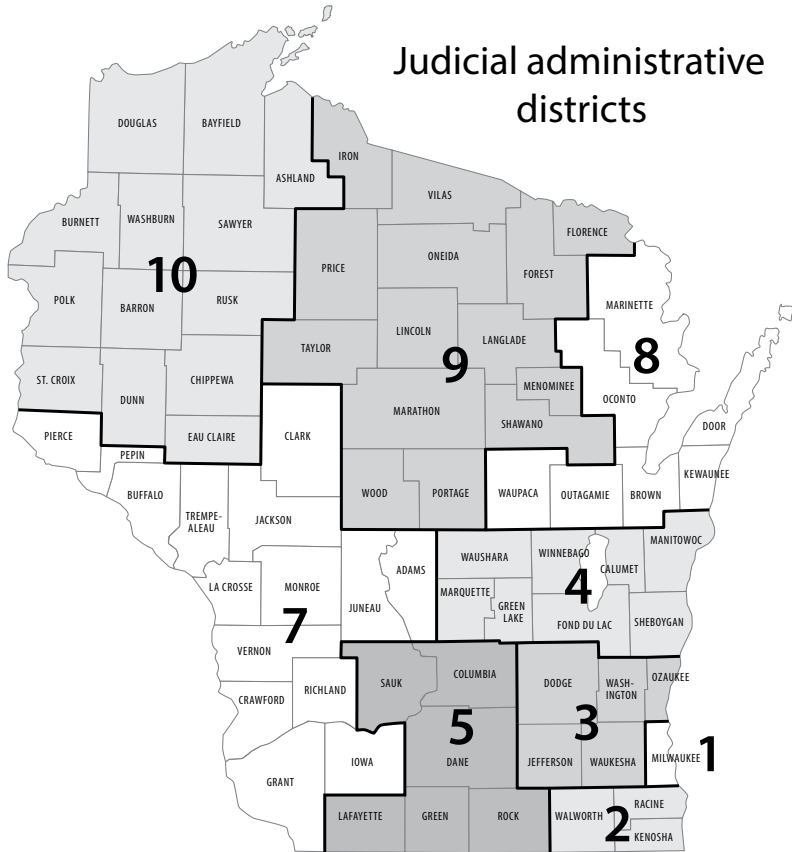 Judicial administrative
districts
DOUGLAS
BAYFIELD
ASHLAND
IRON
VILAS
BURNETT
WASHBURN
SAWYER
FLORENCE
PRICE
ONEIDA
FOREST
10
POLK
BARRON
RUSK
MARINETTE
LINCOLN
LANGLADE
TAYLOR
9
8
ST. CROIX
DUNN
CHIPPEWA
MENOMINEE
OCONTO
MARATHON
SHAWANO
PIERCE
EAU CLAIRE
CLARK
DOOR
PEPIN
KEWAUNEE
BUFFALO
WOOD
PORTAGE
WAUPACA
OUTAGAMIE
BROWN
TREMPE-
ALEAU
JACKSON
MANITOWOC
WAUSHARA
WINNEBAGO
ADAMS
CALUMET
LA CROSSE
MONROE
MARQUETTE
4
JUNEAU
GREEN
LAKE
FOND DU LAC
SHEBOYGAN
7
VERNON
SAUK
COLUMBIA
DODGE
WASH-
INGTON
OZAUKEE
CRAWFORD
RICHLAND
5
3
IOWA
DANE
JEFFERSON
WAUKESHA
MILWAUKEE
1
GRANT
LAFAYETTE
GREEN
ROCK
WALWORTH
2
RACINE
KENOSHA